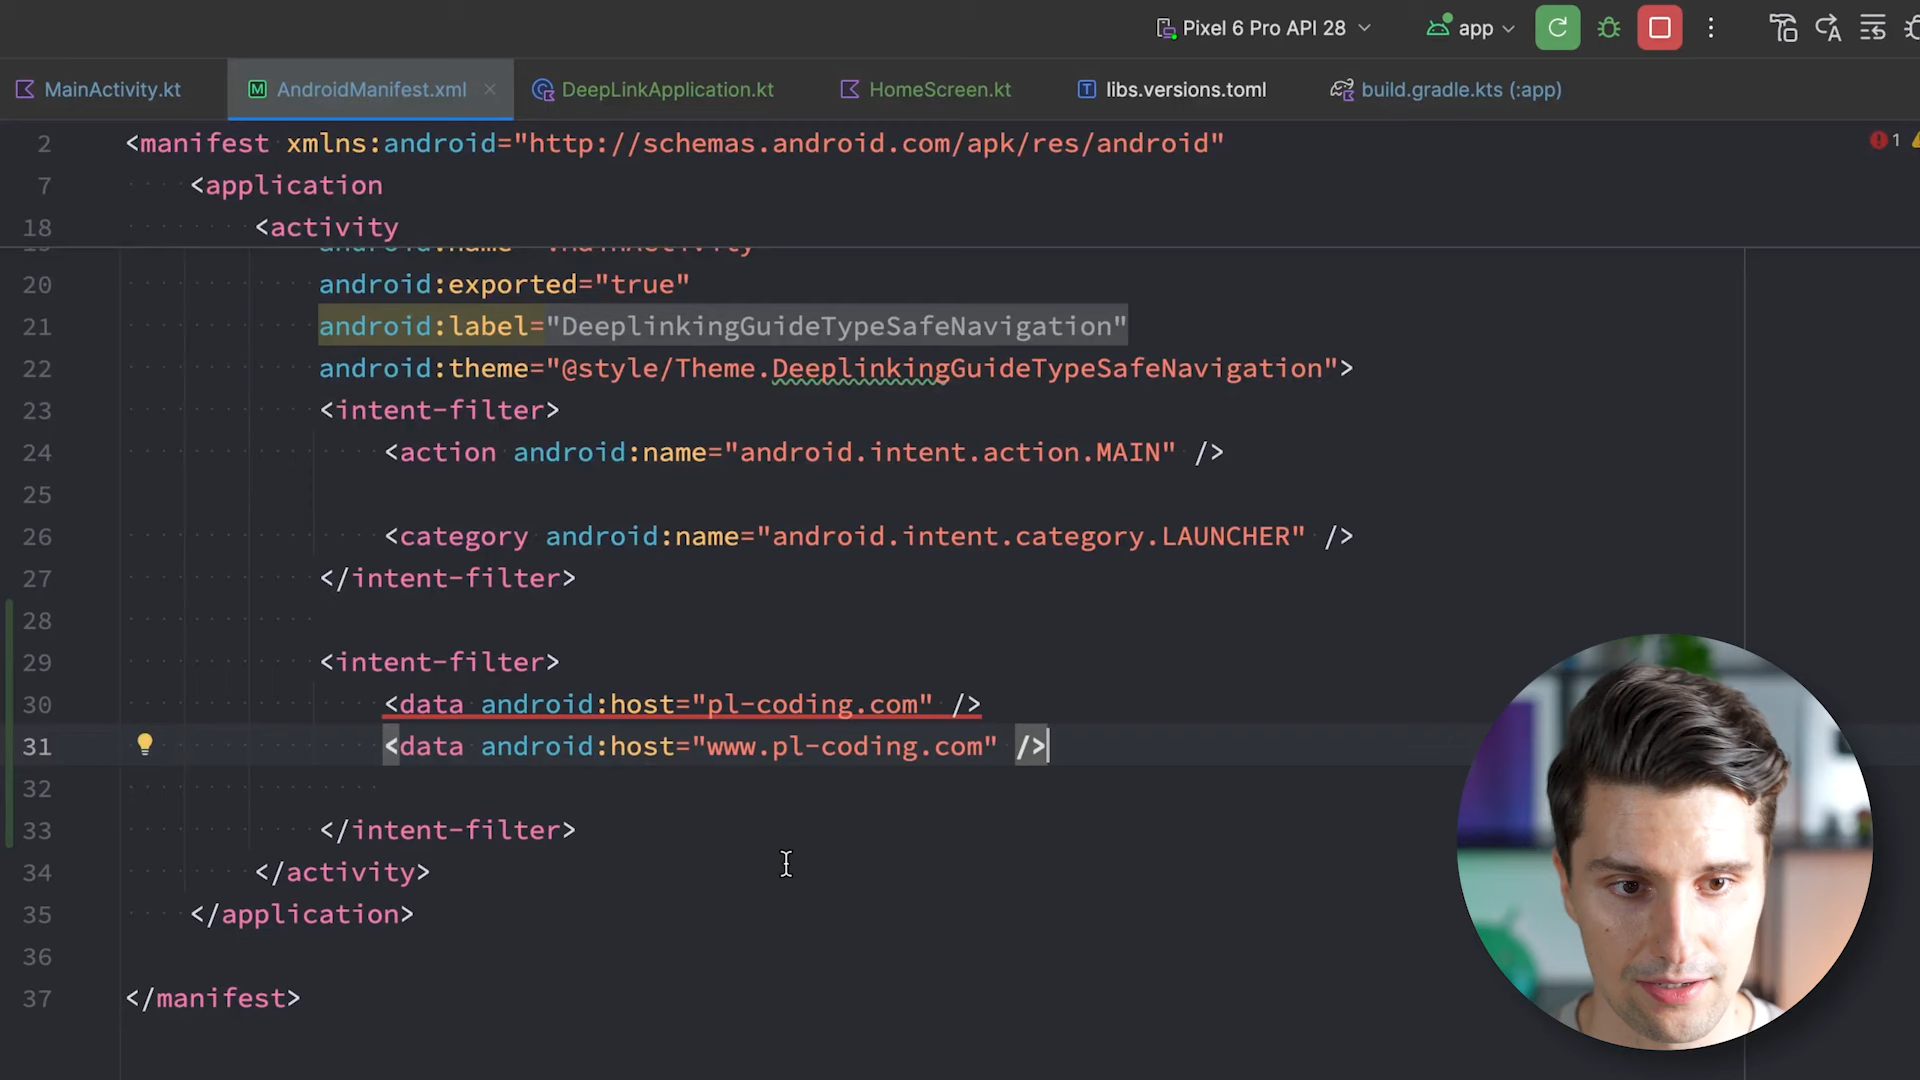 Pixel 6 Pro API 28
app
MainActivity.kt
AndroidManifest.xml
DeepLinkApplication.kt
HomeScreen.kt
libs.versions.toml
build.gradle.kts (:app)
2 <manifest xmlns:android="http://schemas.android.com/apk/res/android"
1
7 <application
18 <activity
20 android:exported="true"
21 android:label="DeeplinkingGuideTypeSafeNavigation"
22 android:theme="@style/Theme.DeeplinkingGuideTypeSafeNavigation">
23 <intent-filter>
24 <action android:name="android.intent.action.MAIN" />
25
26 <category android:name="android.intent.category.LAUNCHER" />
27 </intent-filter>
28
29 <intent-filter>
30 <data android:host="pl-coding.com" />
31 <data android:host="www.pl-coding.com" />
32
33 </intent-filter>
34 </activity>
35 </application>
36
37 </manifest>